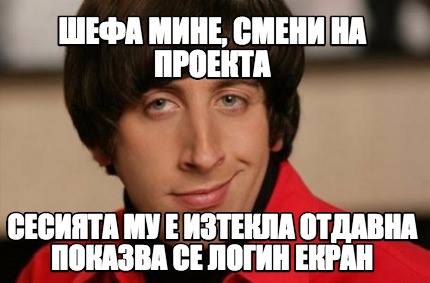 ШЕФА МИНЕ, СМЕНИ НА
ПРОЕКТА
СЕСИЯТА МУ Е ИЗТЕКЛА ОТДАВНА
ПОКАЗВА СЕ ЛОГИН ЕКРАН